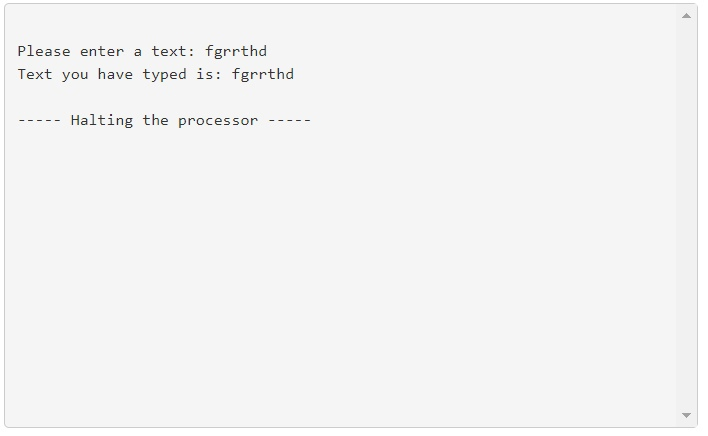 Please enter a text: fgrrthd
Text you have typed is: fgrrthd
----- Halting the processor -----